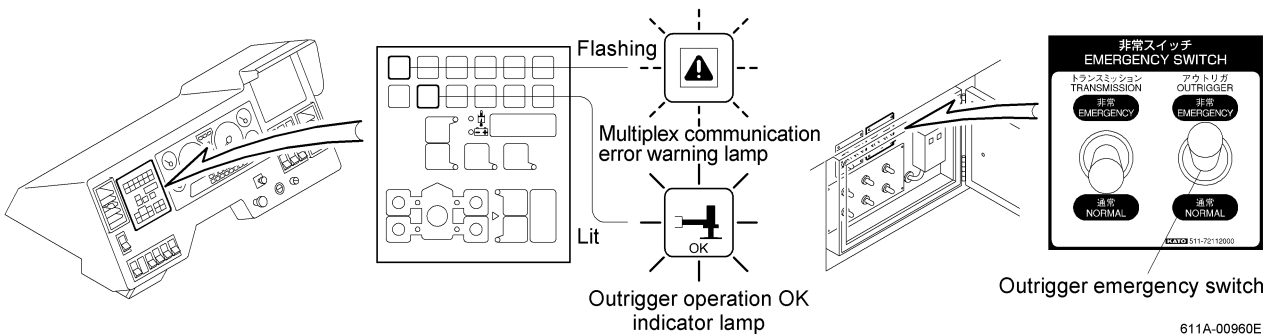 Flashing
Multiplex communication
error warning lamp
Lit
OK
Outrigger operation OK
indicator lamp
非常スイッチ
EMERGENCY SWITCH
トランスミッション
TRANSMISSION
非常
EMERGENCY
通常
NORMAL
アウトリガ
OUTRIGGER
非常
EMERGENCY
通常
NORMAL
KATO 511-72112000
Outrigger emergency switch
611A-00960E